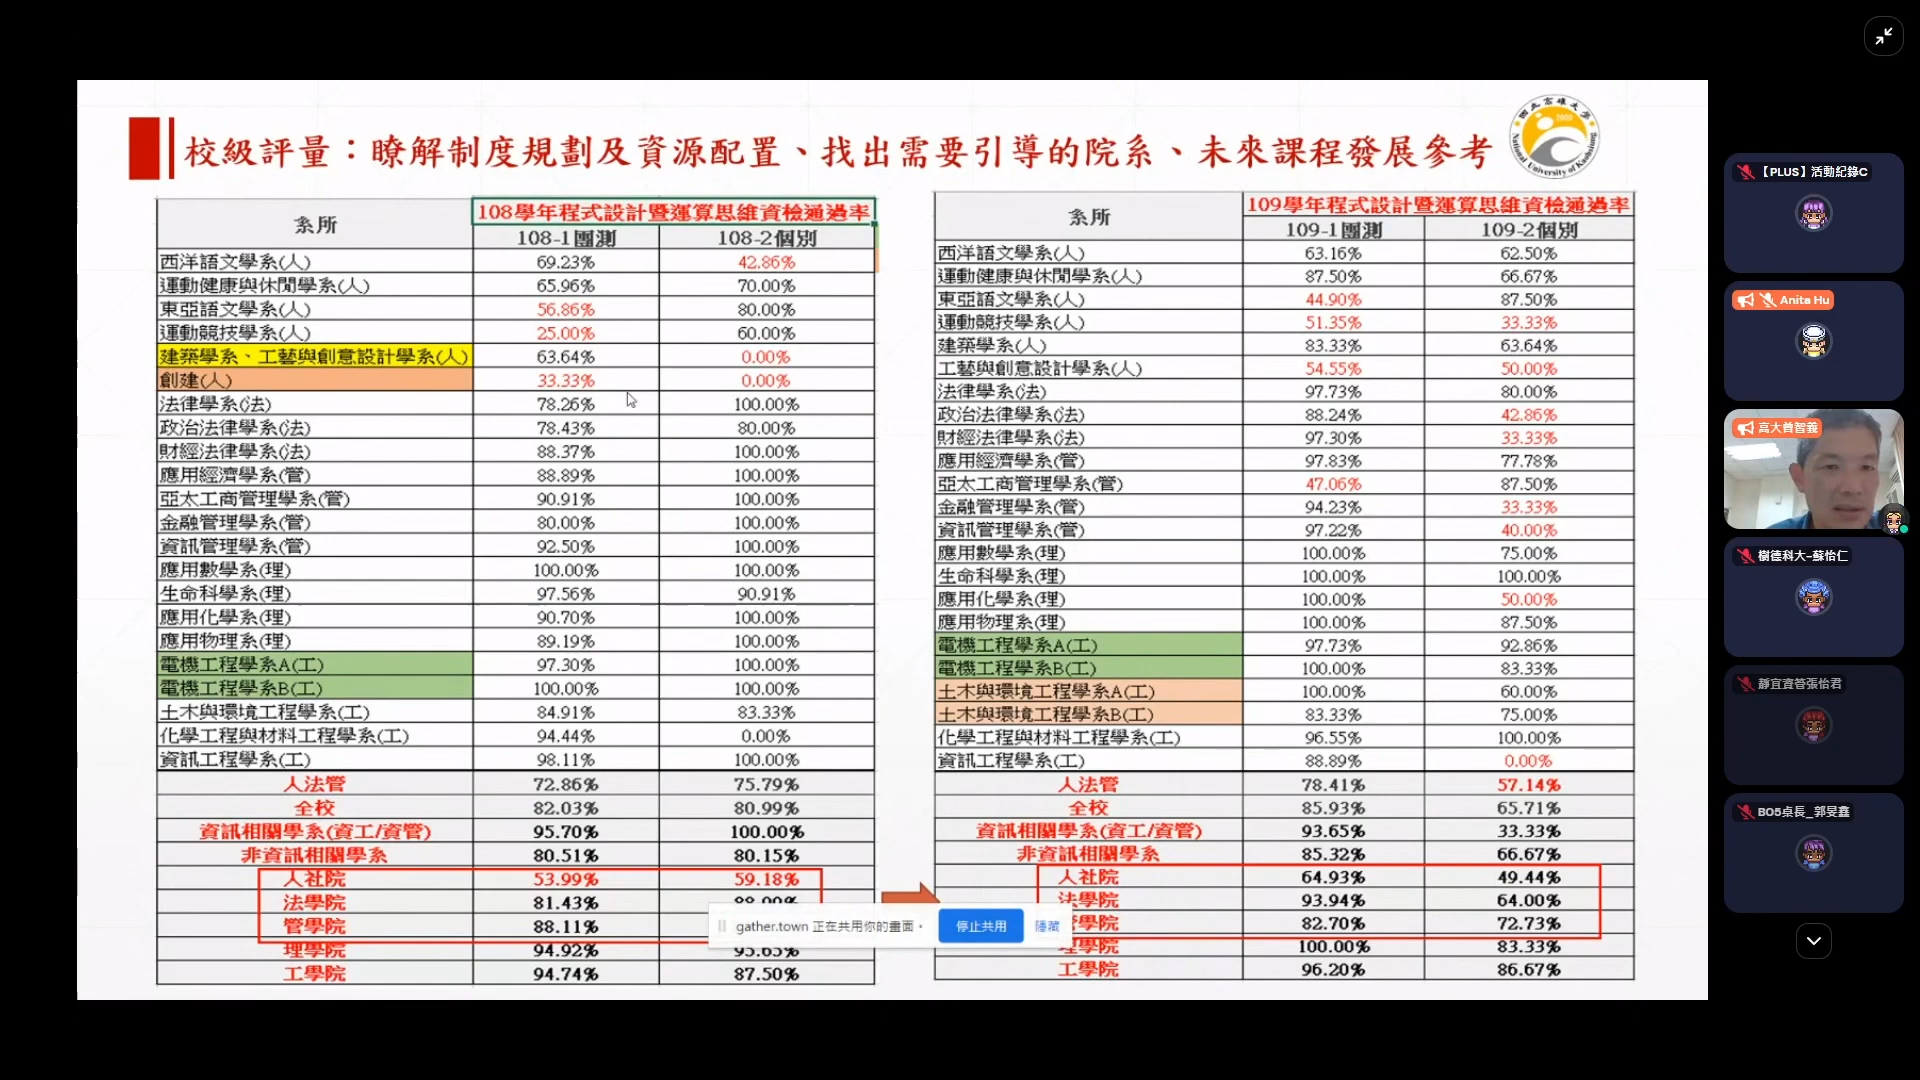 校級評量：瞭解制度規劃及資源配置、找出需要引導的院系、未來課程發展參考
國立高雄大學
2000
National University of Kaohsiung
系所 108學年程式設計暨運算思維資檢通過率
108-1團測 108-2個別
西洋語文學系(人) 69.23% 42.86%
運動健康與休閒學系(人) 65.96% 70.00%
東亞語文學系(人) 56.86% 80.00%
運動競技學系(人) 25.00% 60.00%
建築學系、工藝與創意設計學系(人) 63.64% 0.00%
創建(人) 33.33% 0.00%
法律學系(法) 78.26% 100.00%
政治法律學系(法) 78.43% 80.00%
財經法律學系(法) 88.37% 100.00%
應用經濟學系(管) 88.89% 100.00%
亞太工商管理學系(管) 90.91% 100.00%
金融管理學系(管) 80.00% 100.00%
資訊管理學系(管) 92.50% 100.00%
應用數學系(理) 100.00% 100.00%
生命科學系(理) 97.56% 90.91%
應用化學系(理) 90.70% 100.00%
應用物理系(理) 89.19% 100.00%
電機工程學系A(工) 97.30% 100.00%
電機工程學系B(工) 100.00% 100.00%
土木與環境工程學系(工) 84.91% 83.33%
化學工程與材料工程學系(工) 94.44% 0.00%
資訊工程學系(工) 98.11% 100.00%
人法管 72.86% 75.79%
全校 82.03% 80.99%
資訊相關學系(資工/資管) 95.70% 100.00%
非資訊相關學系 80.51% 80.15%
人社院 53.99% 59.18%
法學院 81.43%
管學院 88.11%
理學院 94.92%
工學院 94.74% 87.50%
系所 109學年程式設計暨運算思維資檢通過率
109-1團測 109-2個別
西洋語文學系(人) 63.16% 62.50%
運動健康與休閒學系(人) 87.50% 66.67%
東亞語文學系(人) 44.90% 87.50%
運動競技學系(人) 51.35% 33.33%
建築學系(人) 83.33% 63.64%
工藝與創意設計學系(人) 54.55% 50.00%
法律學系(法) 97.73% 80.00%
政治法律學系(法) 88.24% 42.86%
財經法律學系(法) 97.30% 33.33%
應用經濟學系(管) 97.83% 77.78%
亞太工商管理學系(管) 47.06% 87.50%
金融管理學系(管) 94.23% 33.33%
資訊管理學系(管) 97.22% 40.00%
應用數學系(理) 100.00% 75.00%
生命科學系(理) 100.00% 100.00%
應用化學系(理) 100.00% 50.00%
應用物理系(理) 100.00% 87.50%
電機工程學系A(工) 97.73% 92.86%
電機工程學系B(工) 100.00% 83.33%
土木與環境工程學系A(工) 100.00% 60.00%
土木與環境工程學系B(工) 83.33% 75.00%
化學工程與材料工程學系(工) 96.55% 100.00%
資訊工程學系(工) 88.89% 0.00%
人法管 78.41% 57.14%
全校 85.93% 65.71%
資訊相關學系(資工/資管) 93.65% 33.33%
非資訊相關學系 85.32% 66.67%
人社院 64.93% 49.44%
法學院 93.94% 64.00%
學院 82.70% 72.73%
理學院 100.00% 83.33%
工學院 96.20% 86.67%
gather.town 正在共用你的畫面。 停止共用 隱藏
【PLUS】活動紀錄C
Anita Hu
高大曾智義
樹德科大-蘇怡仁
靜宜資管張怡君
B05桌長_郭旻鑫